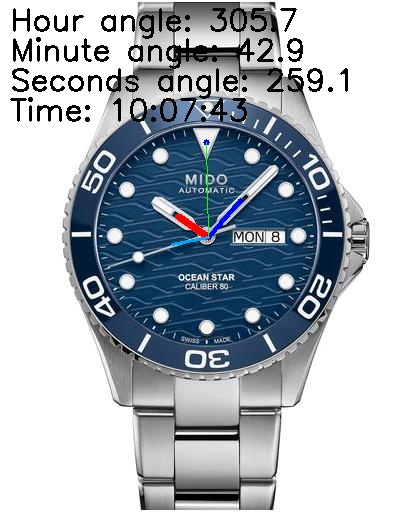 Hour angle: 305.7
Minute angle: 42.9
Seconds angle: 259.1
Time: 10:07:43
50
10
MIDO
AUTOMATIC
MON 8
OCEAN STAR
CALIBER 80
40
20
SWISS MADE
30